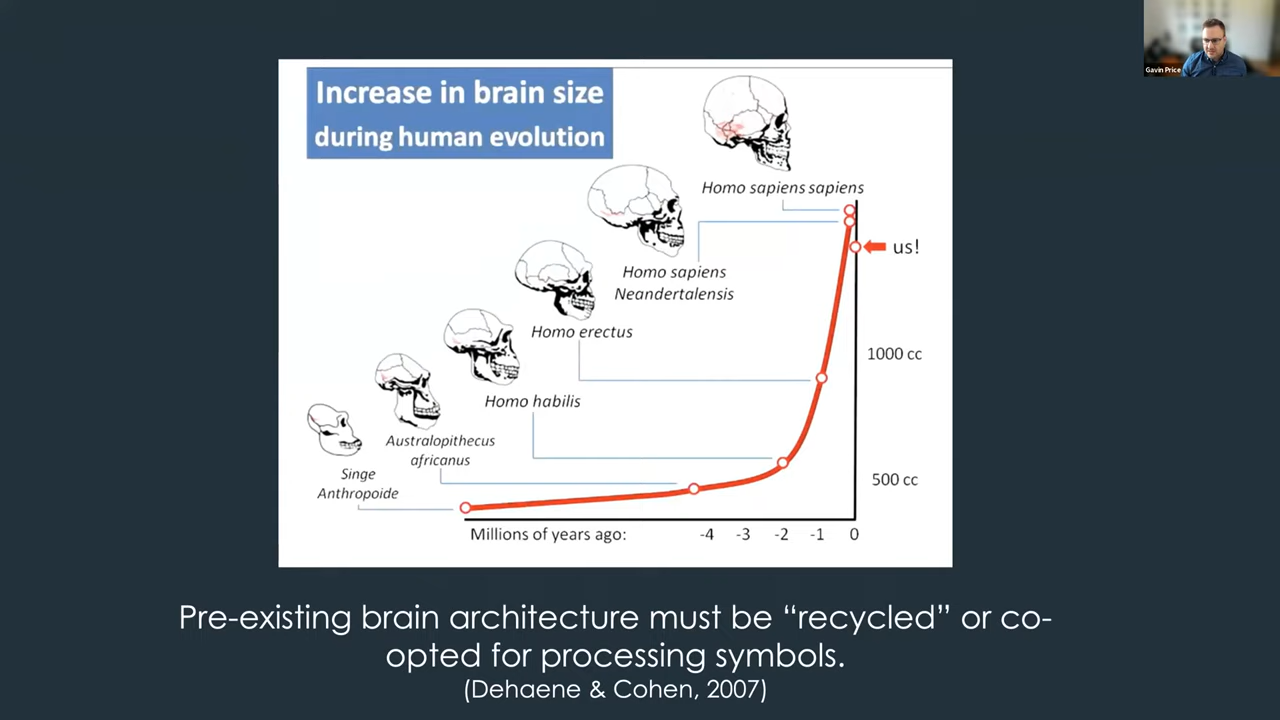 Gavin Price
Increase in brain size
during human evolution
Homo sapiens sapiens
us!
Homo sapiens
Neandertalensis
Homo erectus
1000 cc
Homo habilis
Australopithecus
africanus
Singe
Anthropoide
500 cc
Millions of years ago: -4 -3 -2 -1 0
Pre-existing brain architecture must be “recycled” or co-
opted for processing symbols.
(Dehaene & Cohen, 2007)